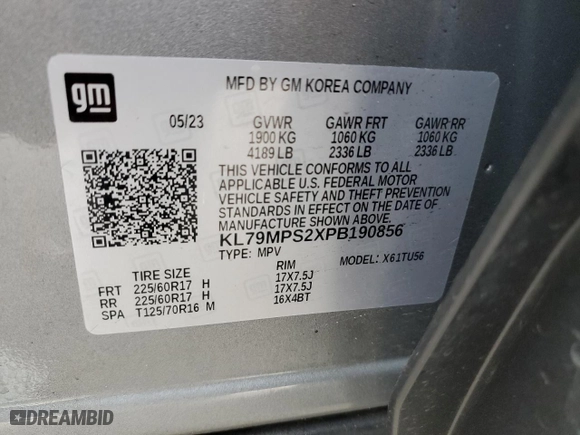 gm
MFD BY GM KOREA COMPANY
05/23 GVWR GAWR FRT GAWR RR
1900 KG 1060 KG 1060 KG
4189 LB 2336 LB 2336 LB
THIS VEHICLE CONFORMS TO ALL
APPLICABLE U.S. FEDERAL MOTOR
VEHICLE SAFETY AND THEFT PREVENTION
STANDARDS IN EFFECT ON THE DATE OF
MANUFACTURE SHOWN ABOVE.
KL79MPS2XPB190856
TYPE: MPV MODEL: X61TU56
TIRE SIZE RIM
FRT 225/60R17 H 17X7.5J
RR 225/60R17 H 17X7.5J
SPA T125/70R16 M 16X4BT
DREAMBID